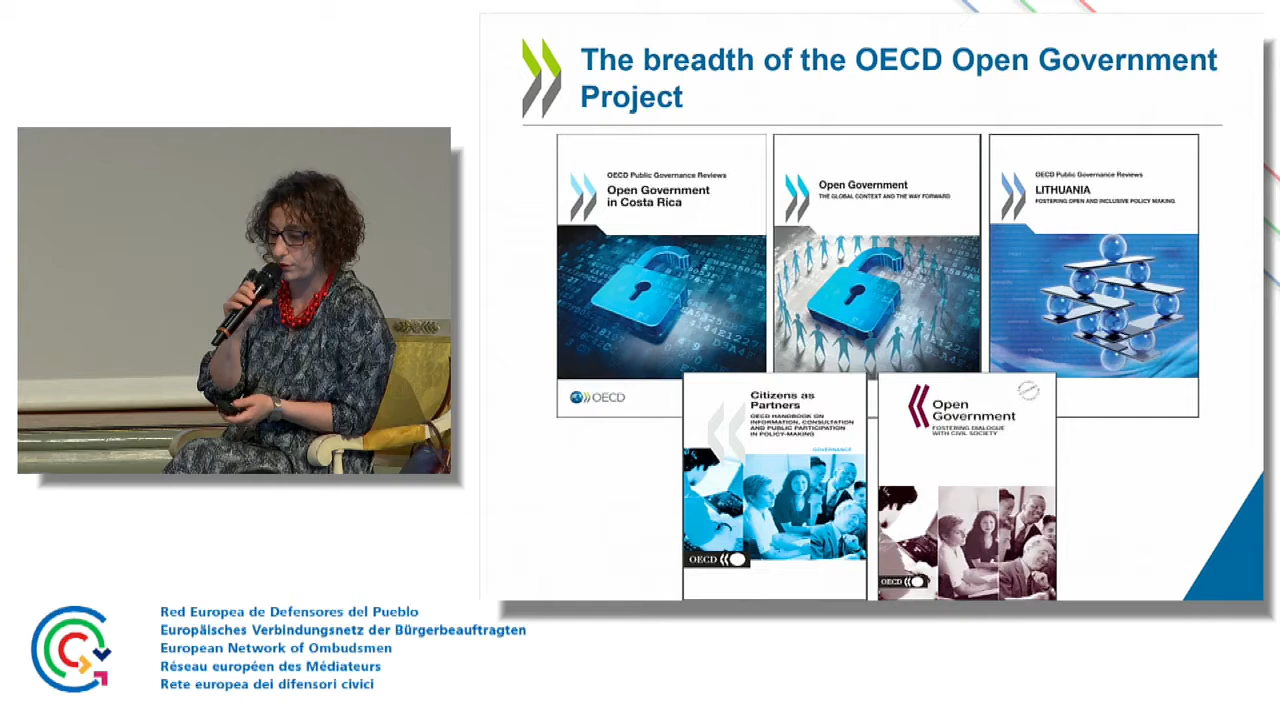 The breadth of the OECD Open Government
Project
OECD Public Governance Reviews
Open Government
in Costa Rica
OECD
Open Government
THE GLOBAL CONTEXT AND THE WAY FORWARD
OECD Public Governance Reviews
LITHUANIA
FOSTERING OPEN AND INCLUSIVE POLICY MAKING
Citizens as
Partners
OECD HANDBOOK ON
INFORMATION, CONSULTATION
AND PUBLIC PARTICIPATION
IN POLICY-MAKING
GOVERNANCE
OECD
Open
Government
FOSTERING DIALOGUE
WITH CIVIL SOCIETY
OECD
Red Europea de Defensores del Pueblo
Europäisches Verbindungsnetz der Bürgerbeauftragten
European Network of Ombudsmen
Réseau européen des Médiateurs
Rete europea dei difensori civici